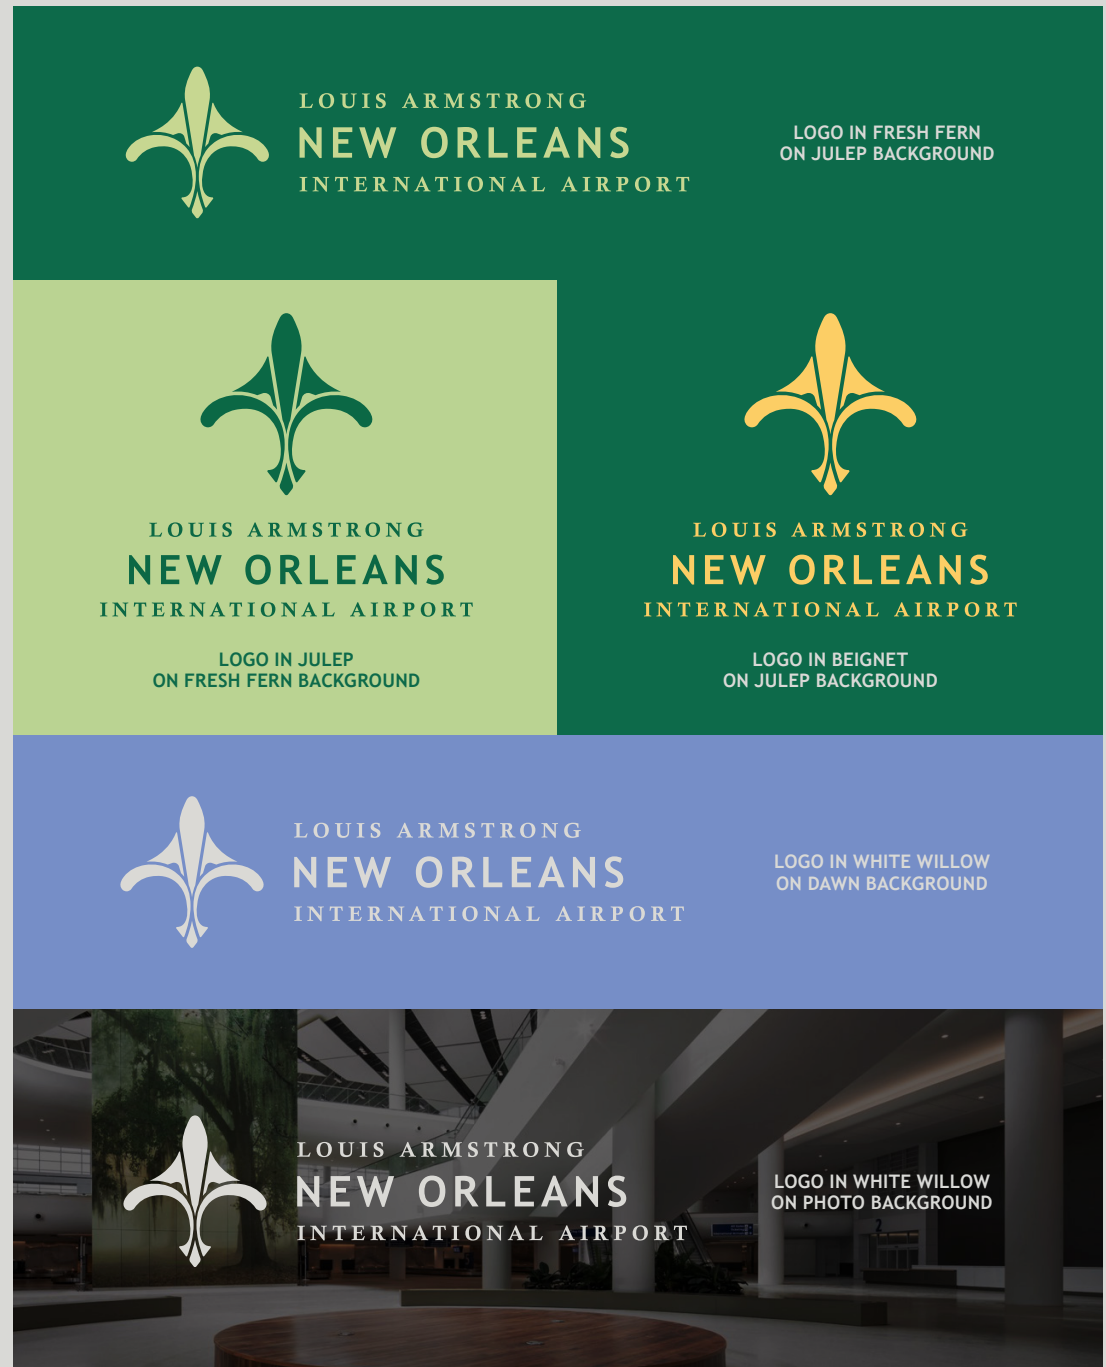 LOUIS ARMSTRONG
NEW ORLEANS
INTERNATIONAL AIRPORT
LOGO IN FRESH FERN
ON JULEP BACKGROUND
LOUIS ARMSTRONG
NEW ORLEANS
INTERNATIONAL AIRPORT
LOGO IN JULEP
ON FRESH FERN BACKGROUND
LOUIS ARMSTRONG
NEW ORLEANS
INTERNATIONAL AIRPORT
LOGO IN BEIGNET
ON JULEP BACKGROUND
LOUIS ARMSTRONG
NEW ORLEANS
INTERNATIONAL AIRPORT
LOGO IN WHITE WILLOW
ON DAWN BACKGROUND
LOUIS ARMSTRONG
NEW ORLEANS
INTERNATIONAL AIRPORT
LOGO IN WHITE WILLOW
ON PHOTO BACKGROUND
2